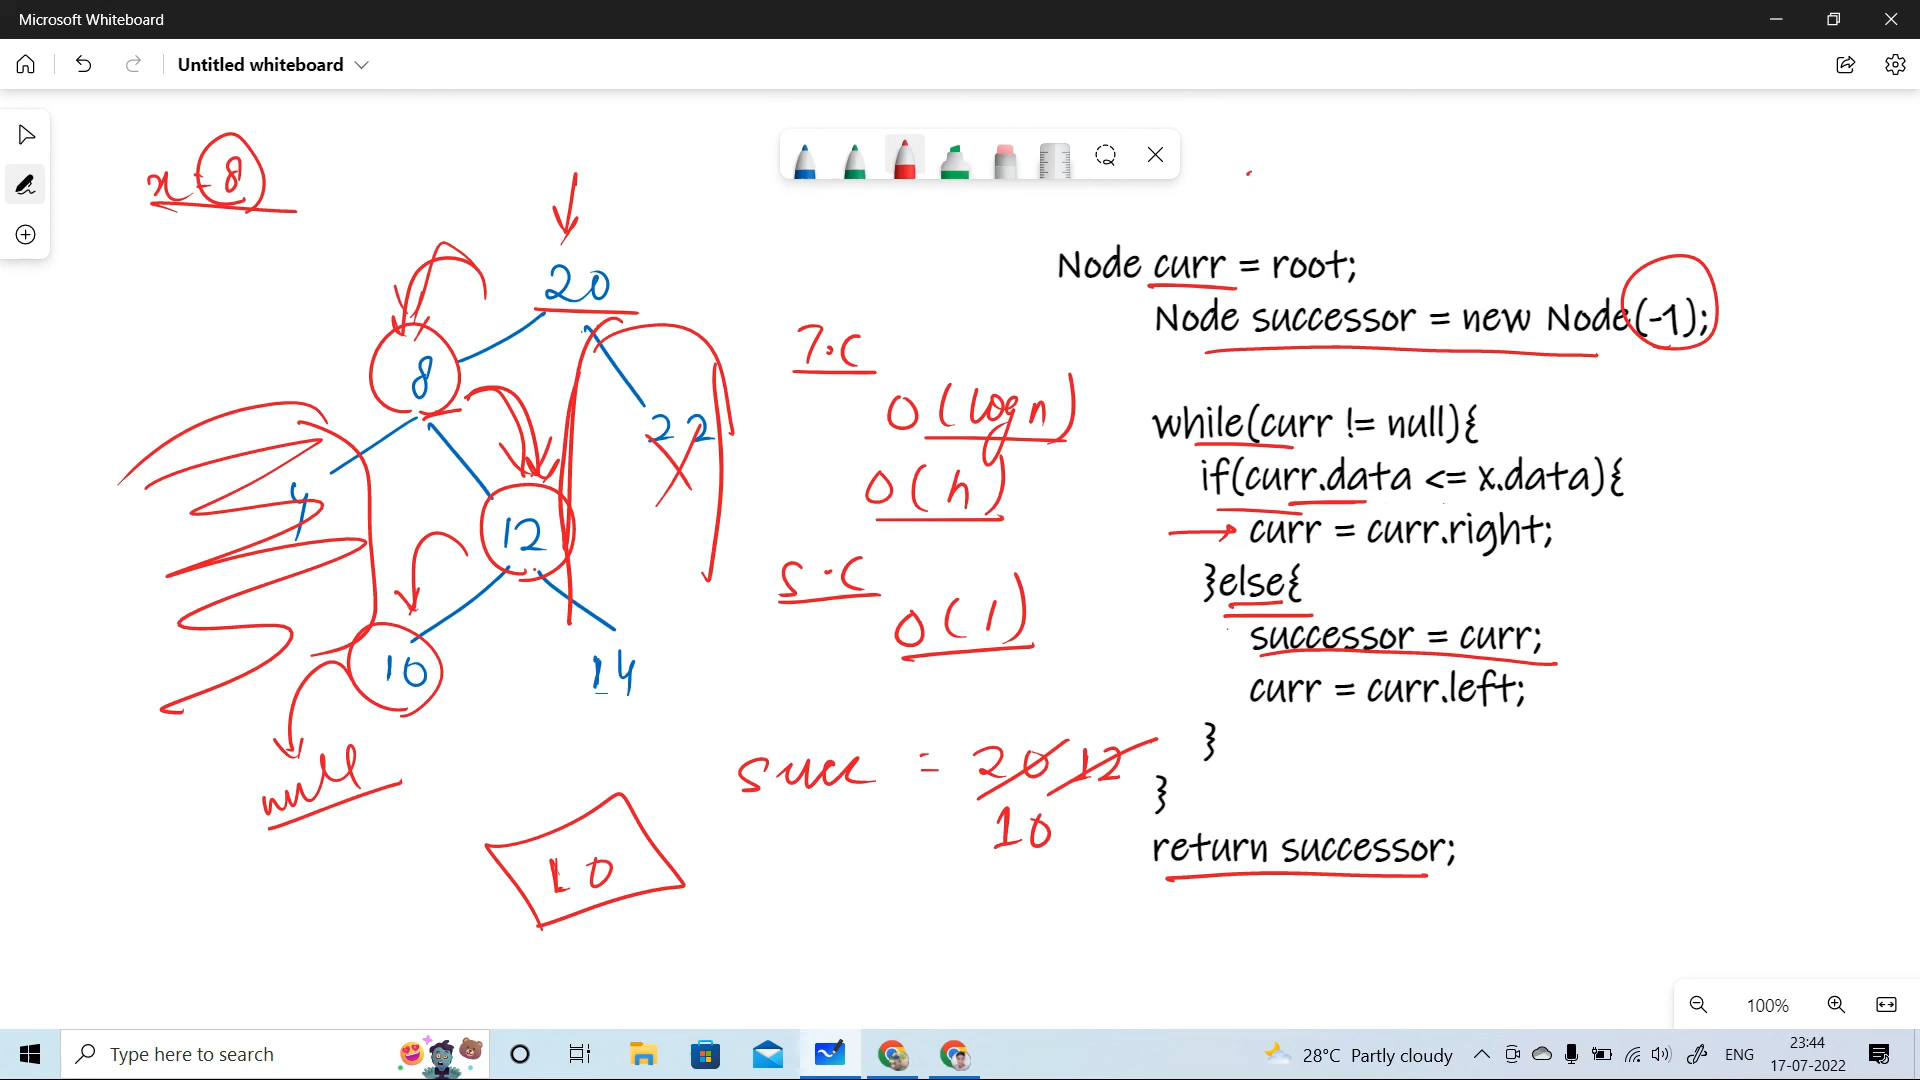 Microsoft Whiteboard
Untitled whiteboard
x = 8
20
8
22
4
12
10
14
null
10
T.C
O(log n)
O(h)
S.C
O(1)
succ = 20 12
10
Node curr = root;
Node successor = new Node(-1);
while(curr != null){
if(curr.data <= x.data){
curr = curr.right;
}else{
successor = curr;
curr = curr.left;
}
}
return successor;
100%
Type here to search
28°C Partly cloudy
ENG
23:44
17-07-2022